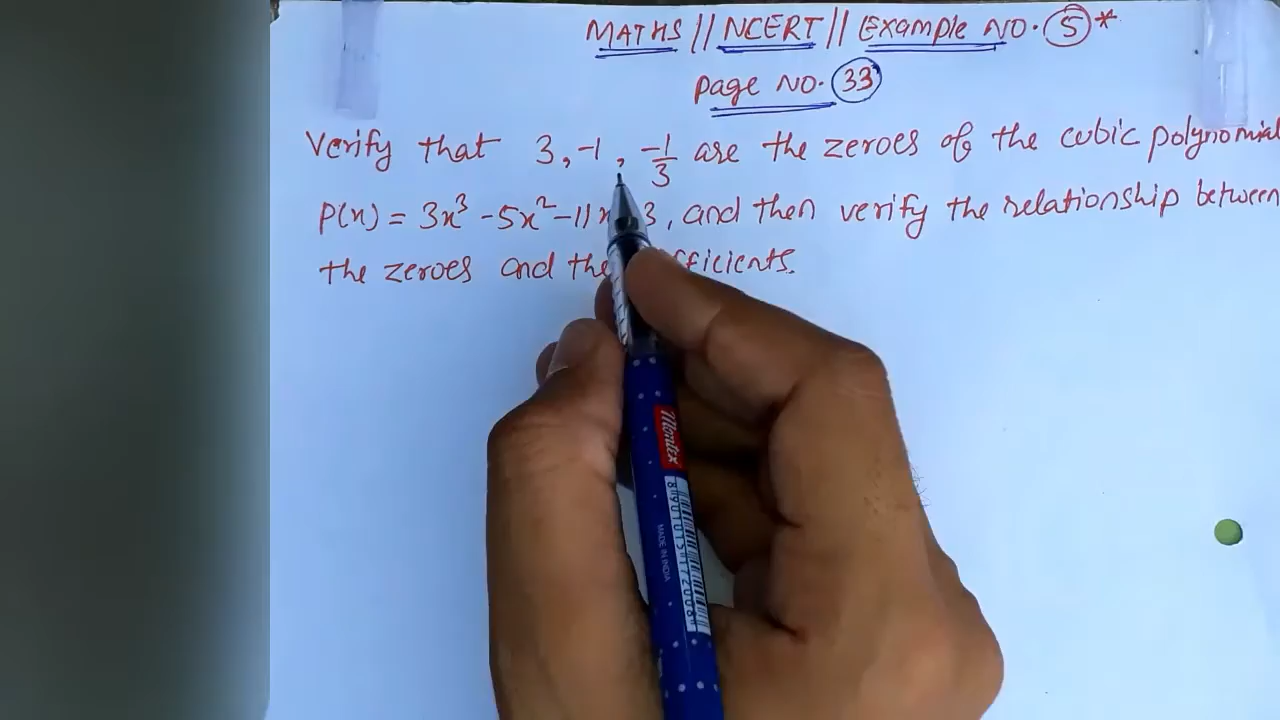 MATHS // NCERT // Example NO. 5*
Page NO. 33
Verify that 3, -1, -1/3 are the zeroes of the cubic polynomial
P(x) = 3x³ - 5x² - 11x 3, and then verify the relationship between
the zeroes and the fficients.
Montex
MADE IN INDIA